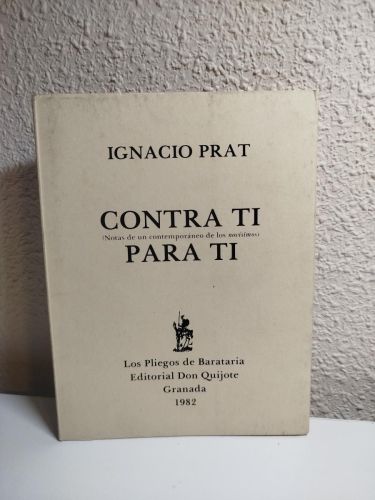 IGNACIO PRAT
CONTRA TI
(Notas de un contemporáneo de los novísimos)
PARA TI
Los Pliegos de Barataria
Editorial Don Quijote
Granada
1982